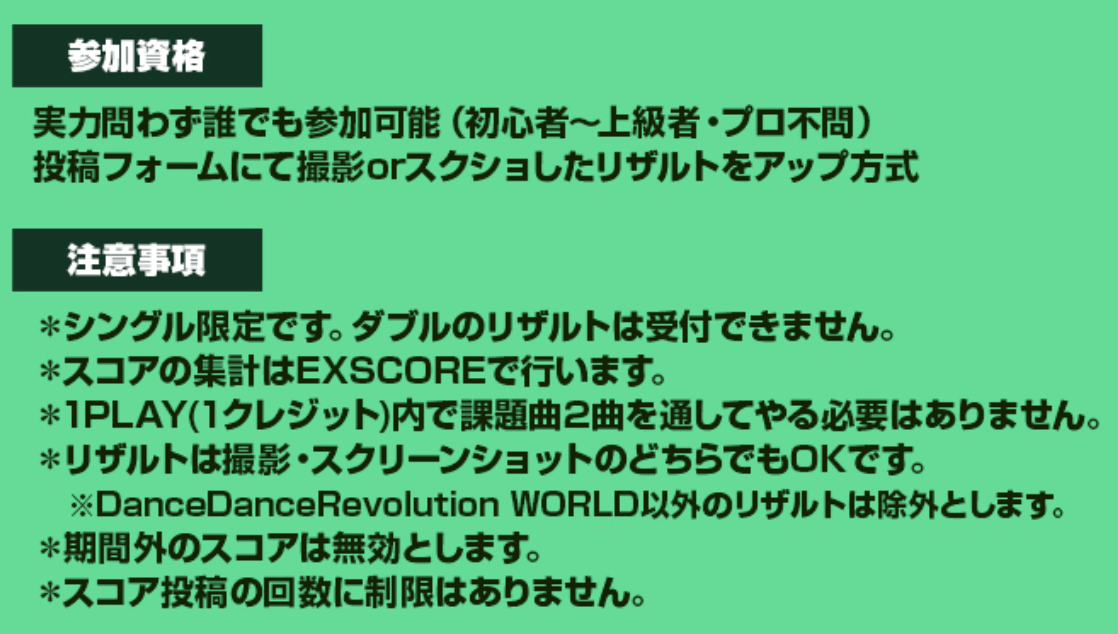 参加資格
実力問わず誰でも参加可能（初心者～上級者・プロ不問）
投稿フォームにて撮影orスクショしたリザルトをアップ方式
注意事項
＊シングル限定です。ダブルのリザルトは受付できません。
＊スコアの集計はEXSCOREで行います。
＊1PLAY(1クレジット)内で課題曲2曲を通してやる必要はありません。
＊リザルトは撮影・スクリーンショットのどちらでもOKです。
※DanceDanceRevolution WORLD以外のリザルトは除外とします。
＊期間外のスコアは無効とします。
＊スコア投稿の回数に制限はありません。